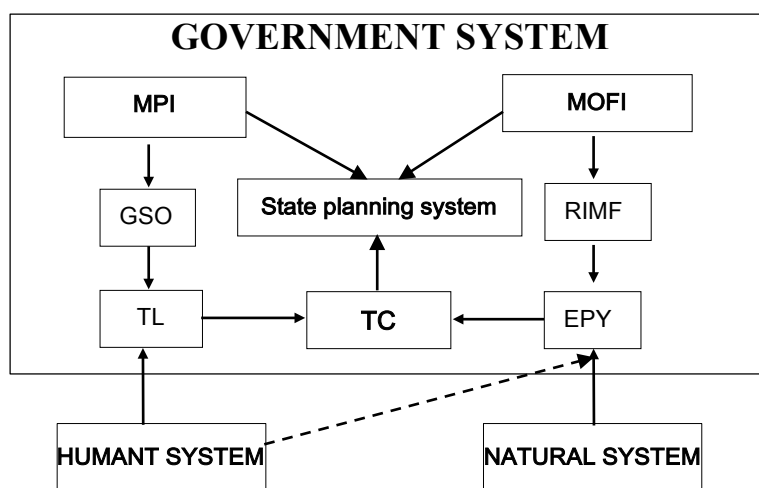 GOVERNMENT SYSTEM
MPI
MOFI
GSO
State planning system
RIMF
TL
TC
EPY
HUMANT SYSTEM
NATURAL SYSTEM